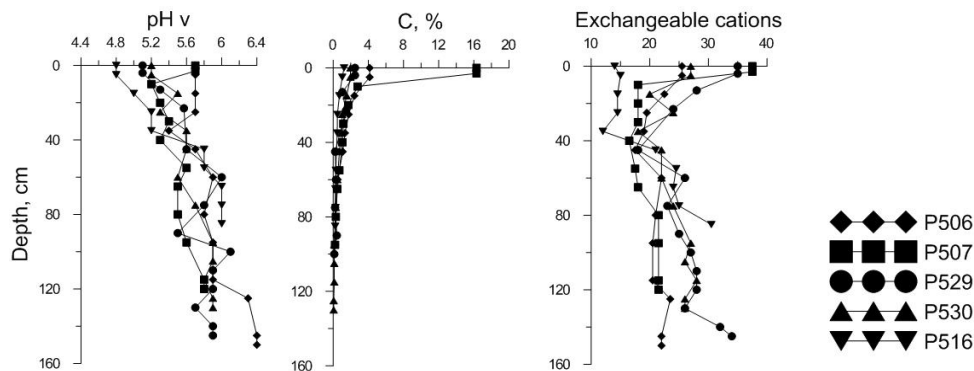 pH v
4.4 4.8 5.2 5.6 6 6.4
0
40
80
120
160
Depth, cm
C, %
0 4 8 12 16 20
0
40
80
120
160
Exchangeable cations
10 20 30 40
0
40
80
120
160
P506
P507
P529
P530
P516